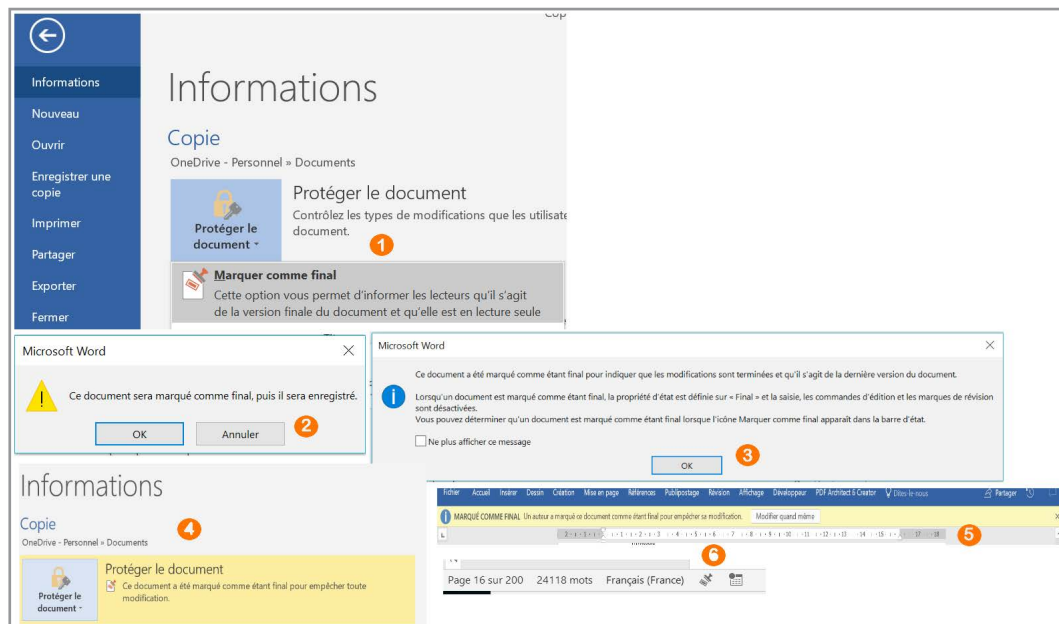 Informations
Nouveau
Ouvrir
Enregistrer une
copie
Imprimer
Partager
Exporter
Fermer
Informations
Copie
OneDrive - Personnel » Documents
Protéger le
document
Protéger le document
Contrôlez les types de modifications que les utilisate
document.
1
Marquer comme final
Cette option vous permet d'informer les lecteurs qu'il s'agit
de la version finale du document et qu'elle est en lecture seule
Microsoft Word
Ce document sera marqué comme final, puis il sera enregistré.
OK
Annuler
2
Microsoft Word
Ce document a été marqué comme étant final pour indiquer que les modifications sont terminées et qu'il s'agit de la dernière version du document.
Lorsqu'un document est marqué comme étant final, la propriété d'état est définie sur « Final » et la saisie, les commandes d'édition et les marques de révision
sont désactivées.
Vous pouvez déterminer qu'un document est marqué comme étant final lorsque l'icône Marquer comme final apparaît dans la barre d'état.
Ne plus afficher ce message
OK
3
Informations
4
Copie
OneDrive - Personnel » Documents
Protéger le
document
Protéger le document
Ce document a été marqué comme étant final pour empêcher toute
modification.
Fichier Accueil Insérer Dessin Création Mise en page Références Publipostage Révision Affichage Développeur PDF Architect 6 Creator Dites-le-nous Partager
MARQUÉ COMME FINAL Un auteur a marqué ce document comme étant final pour empêcher sa modification. Modifier quand même
5
6
Page 16 sur 200 24118 mots Français (France)